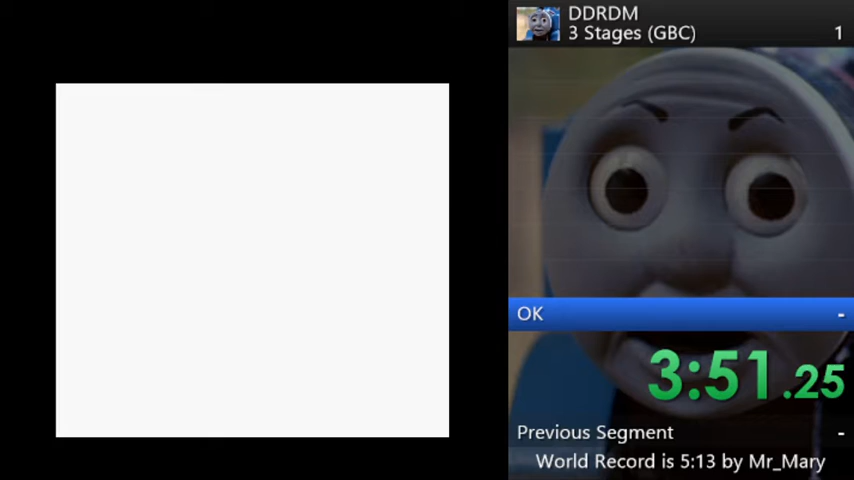 DDRDM
3 Stages (GBC)
1
OK
-
3:51.25
Previous Segment
-
World Record is 5:13 by Mr_Mary